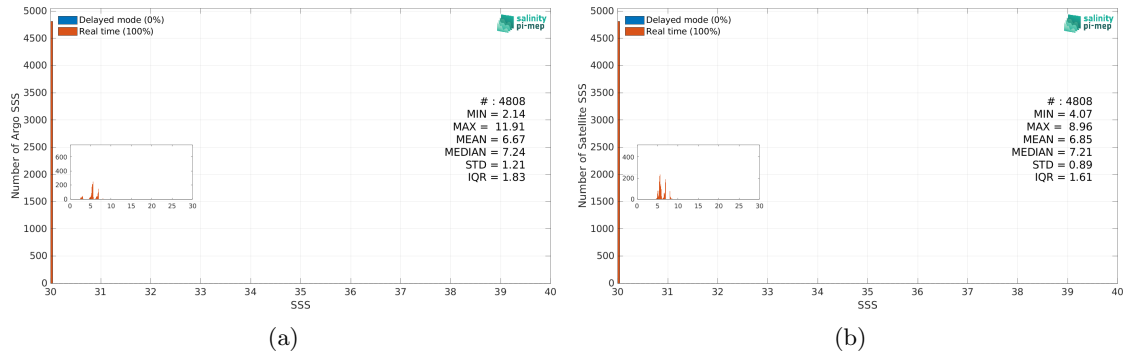 5000
4500
4000
3500
3000
2500
2000
1500
1000
500
0
Number of Argo SSS
Delayed mode (0%)
Real time (100%)
salinity
pi-mep
# : 4808
MIN = 2.14
MAX = 11.91
MEAN = 6.67
MEDIAN = 7.24
STD = 1.21
IQR = 1.83
600
400
200
0
0 5 10 15 20 25 30
30 31 32 33 34 35 36 37 38 39 40
SSS
(a)
5000
4500
4000
3500
3000
2500
2000
1500
1000
500
0
Number of Satellite SSS
Delayed mode (0%)
Real time (100%)
salinity
pi-mep
# : 4808
MIN = 4.07
MAX = 8.96
MEAN = 6.85
MEDIAN = 7.21
STD = 0.89
IQR = 1.61
400
200
0
0 5 10 15 20 25 30
30 31 32 33 34 35 36 37 38 39 40
SSS
(b)